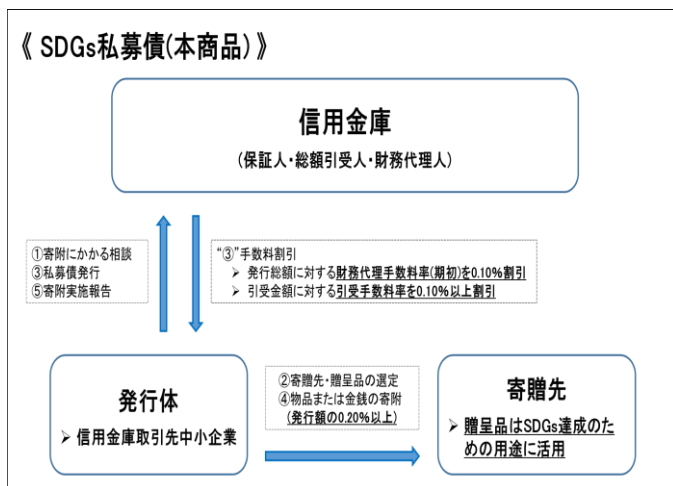 《 SDGs私募債(本商品) 》
信用金庫
(保証人・総額引受人・財務代理人)
①寄附にかかる相談
③私募債発行
⑤寄附実施報告
“③”手数料割引
➢ 発行総額に対する財務代理手数料率(期初)を0.10%割引
➢ 引受金額に対する引受手数料率を0.10%以上割引
発行体
➢ 信用金庫取引先中小企業
②寄贈先・贈呈品の選定
④物品または金銭の寄附
(発行額の0.20%以上)
寄贈先
➢ 贈呈品はSDGs達成のた
めの用途に活用